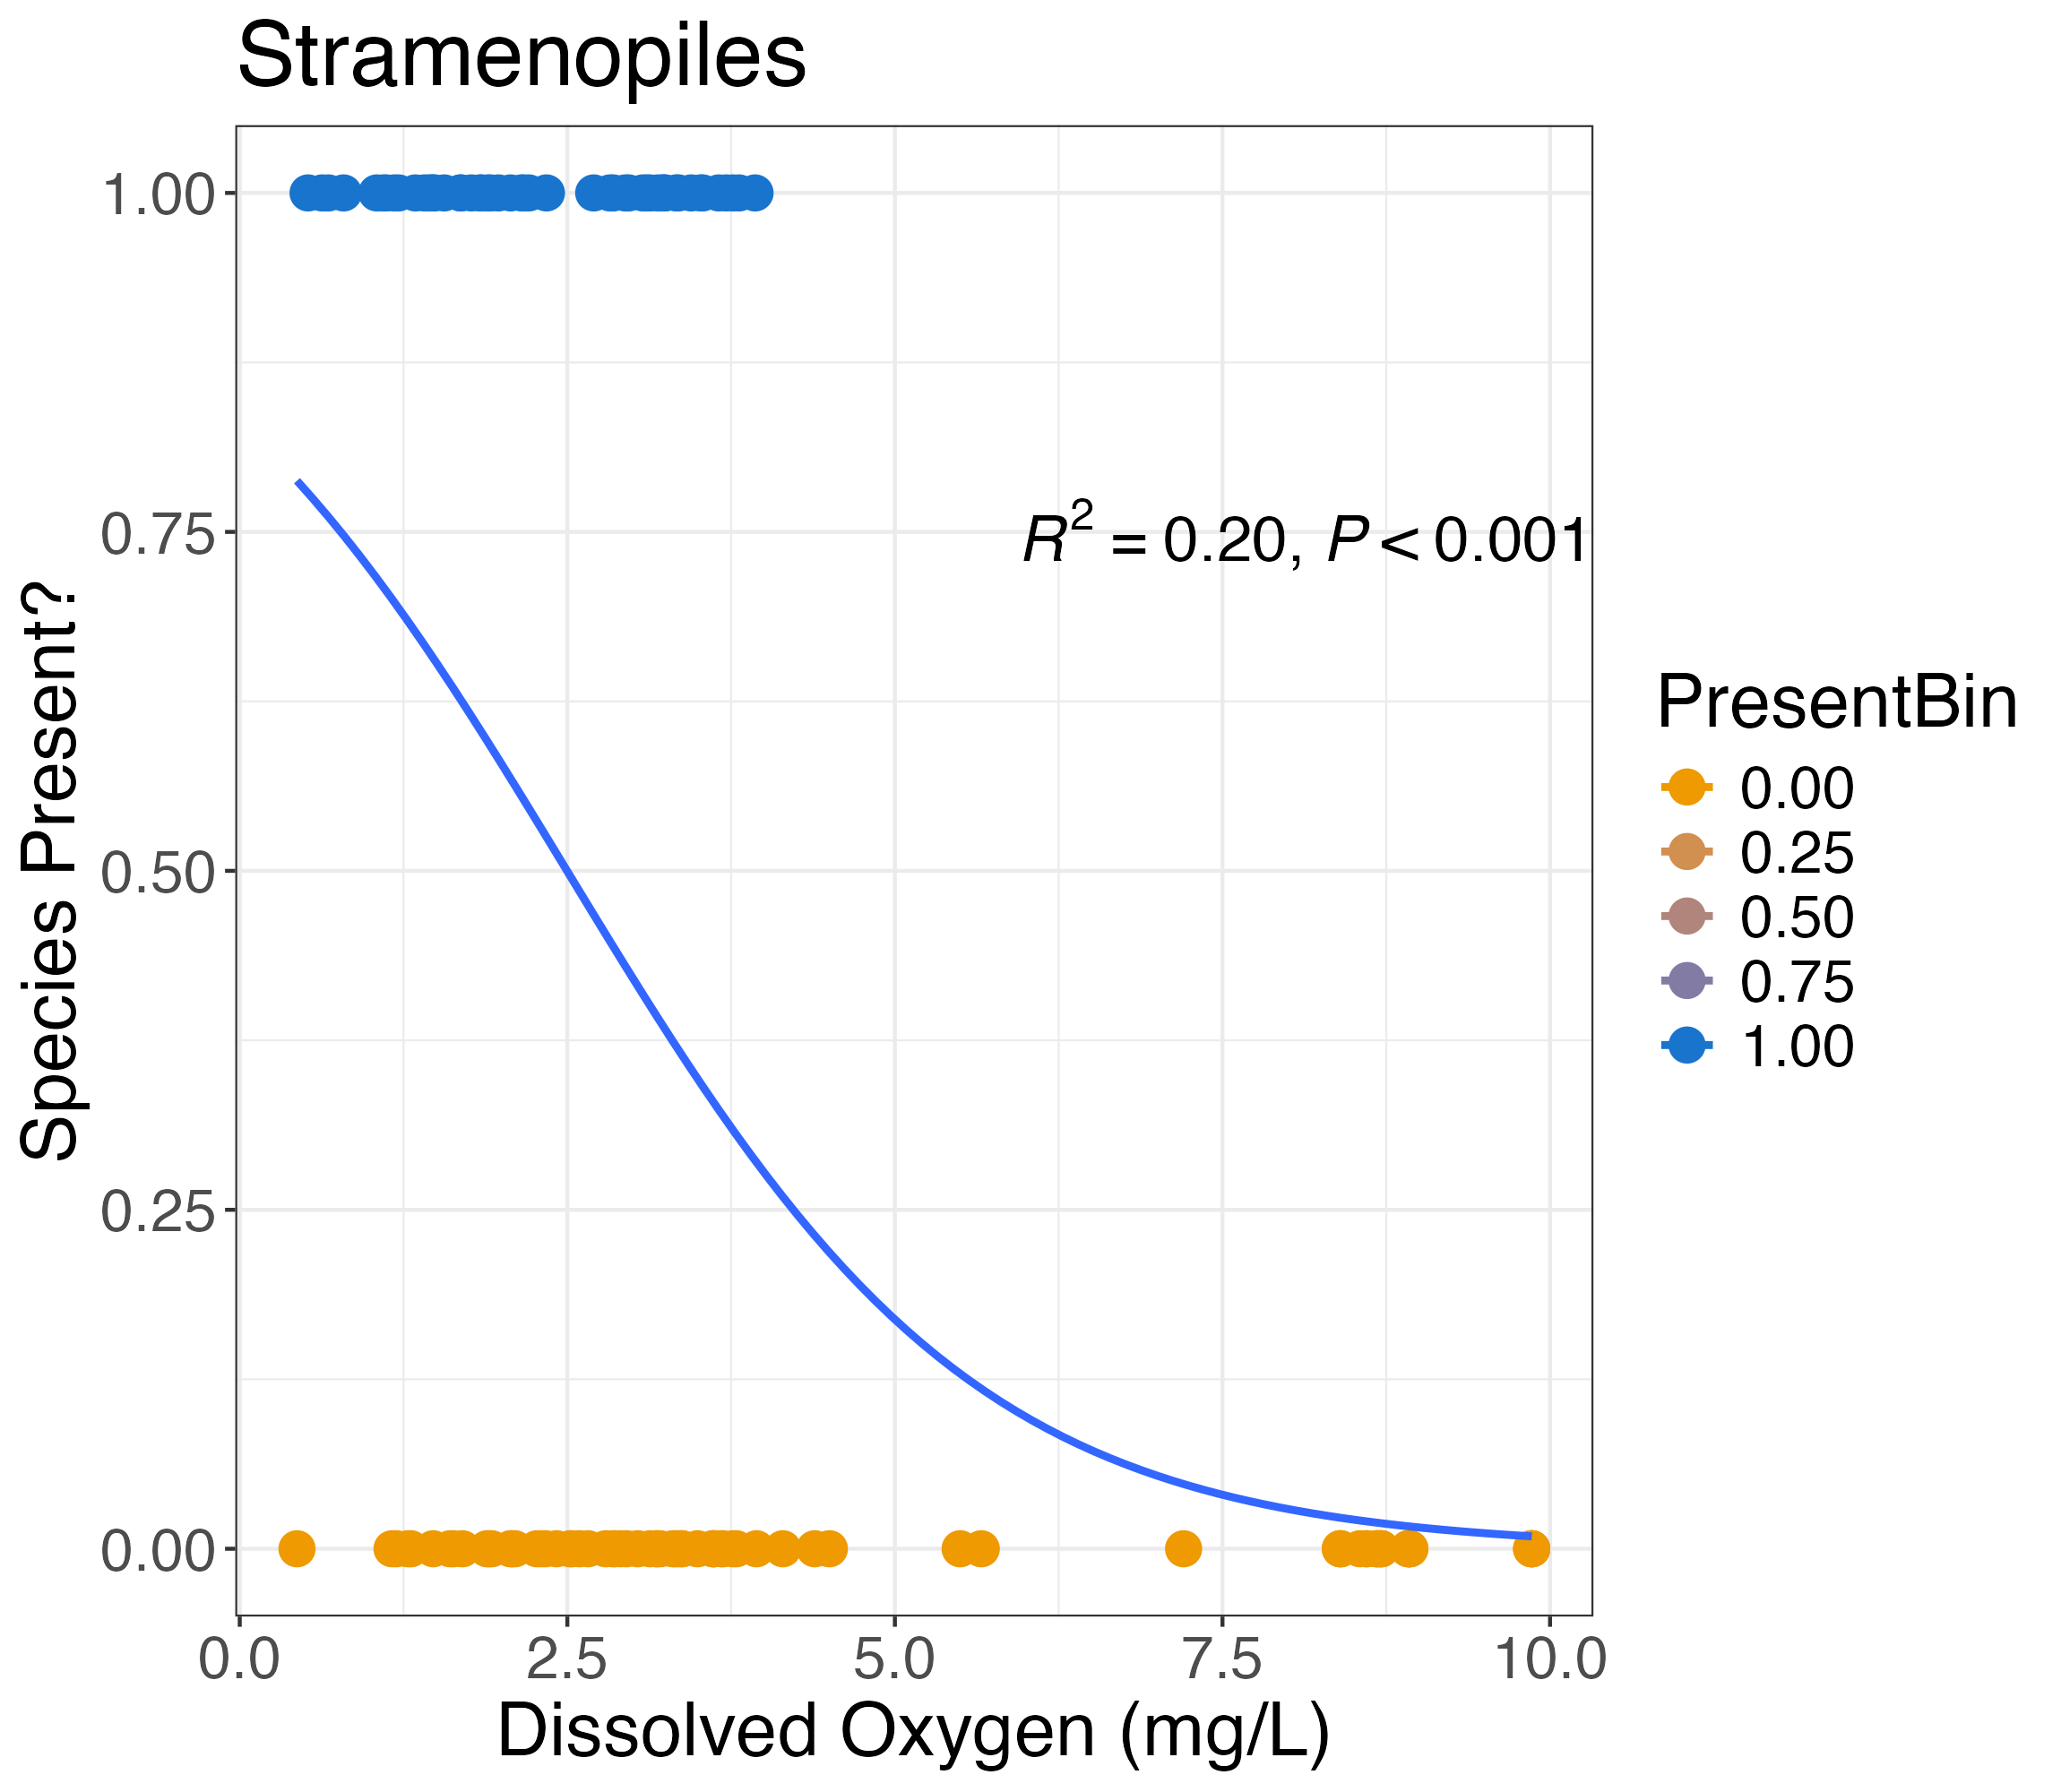 Stramenopiles
1.00
0.75
0.50
0.25
0.00
Species Present?
R² = 0.20, P < 0.001
0.0 2.5 5.0 7.5 10.0
Dissolved Oxygen (mg/L)
PresentBin
0.00
0.25
0.50
0.75
1.00